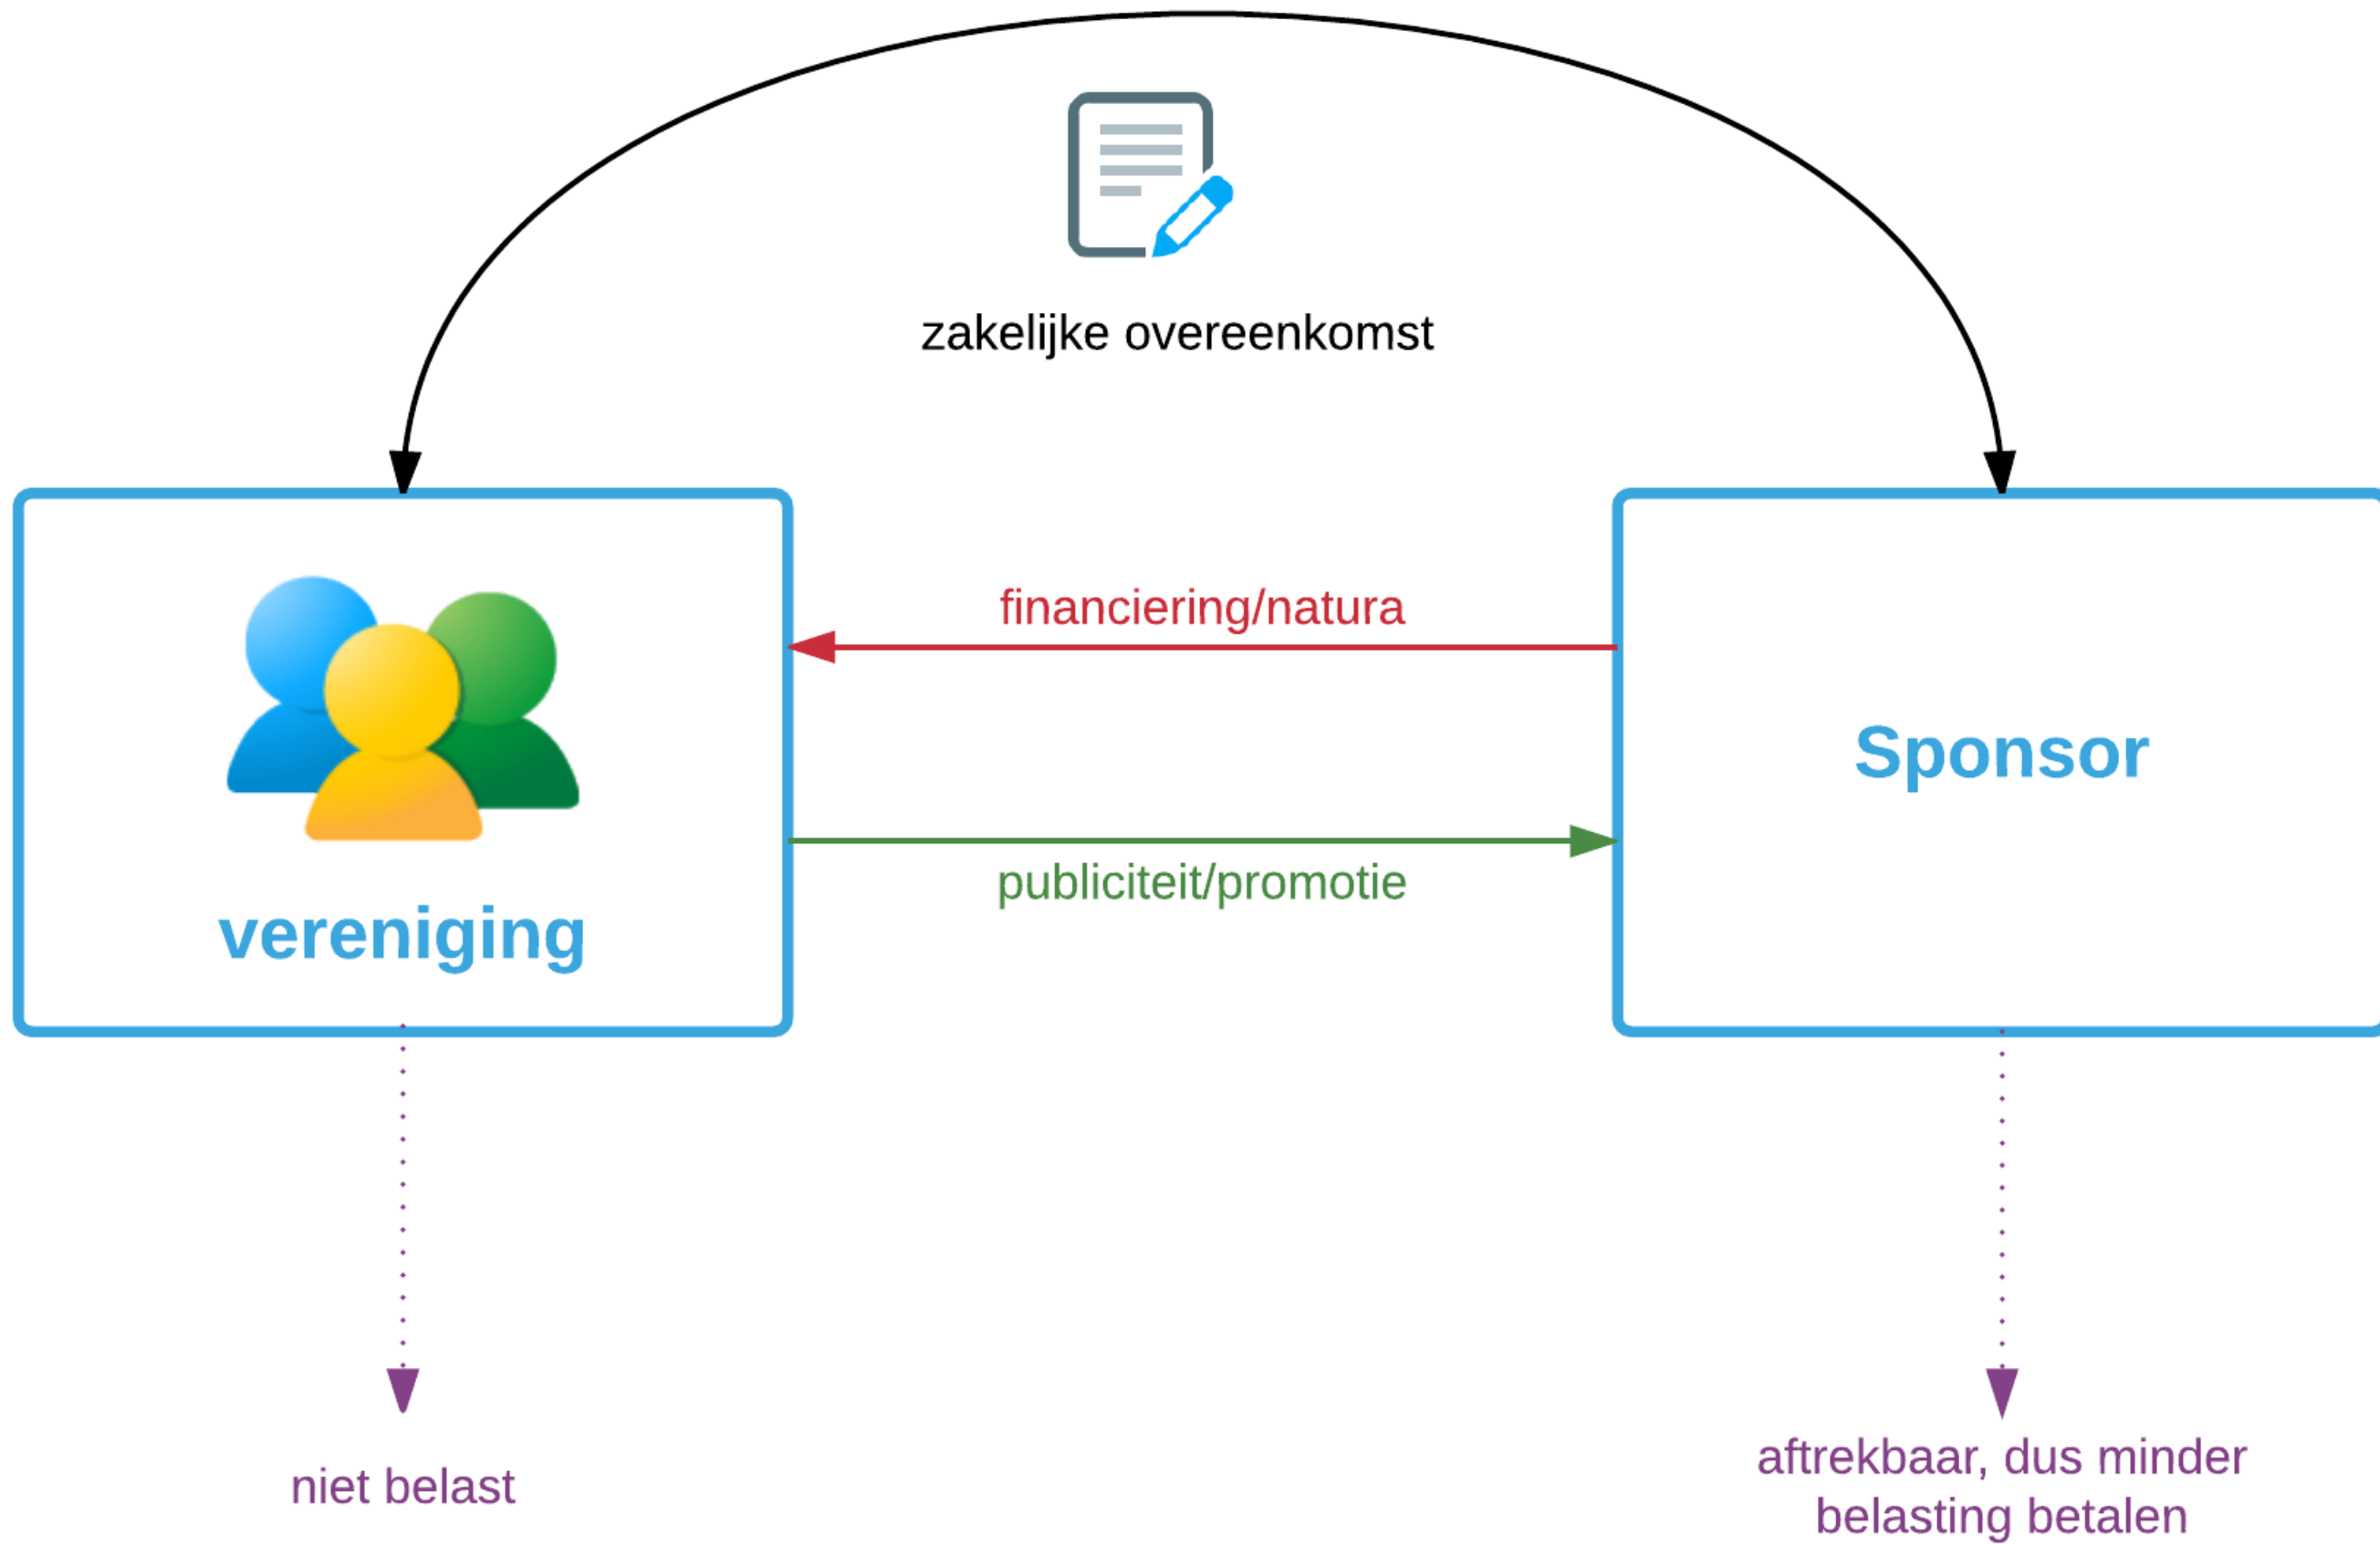 zakelijke overeenkomst
financiering/natura
Sponsor
publiciteit/promotie
vereniging
niet belast
aftrekbaar, dus minder
belasting betalen